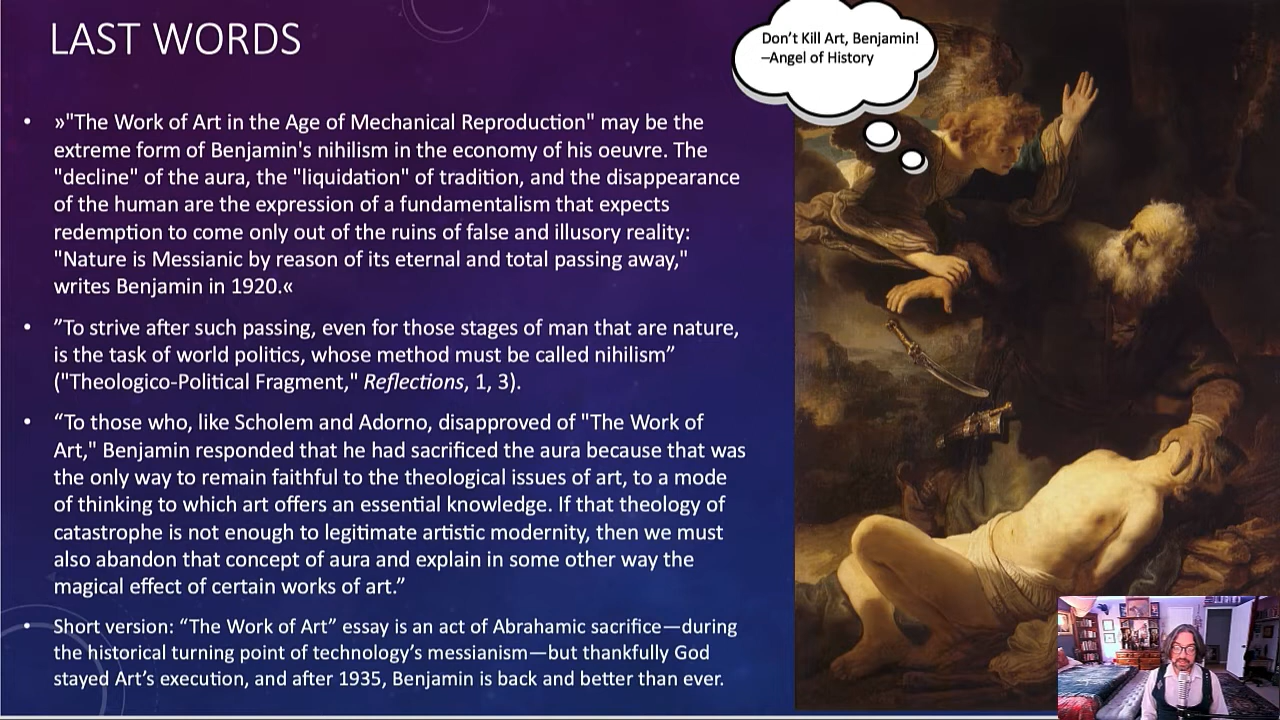 LAST WORDS
Don't Kill Art, Benjamin!
–Angel of History
• »"The Work of Art in the Age of Mechanical Reproduction" may be the
extreme form of Benjamin's nihilism in the economy of his oeuvre. The
"decline" of the aura, the "liquidation" of tradition, and the disappearance
of the human are the expression of a fundamentalism that expects
redemption to come only out of the ruins of false and illusory reality:
"Nature is Messianic by reason of its eternal and total passing away,"
writes Benjamin in 1920.«
• ”To strive after such passing, even for those stages of man that are nature,
is the task of world politics, whose method must be called nihilism”
("Theologico-Political Fragment," Reflections, 1, 3).
• “To those who, like Scholem and Adorno, disapproved of "The Work of
Art," Benjamin responded that he had sacrificed the aura because that was
the only way to remain faithful to the theological issues of art, to a mode
of thinking to which art offers an essential knowledge. If that theology of
catastrophe is not enough to legitimate artistic modernity, then we must
also abandon that concept of aura and explain in some other way the
magical effect of certain works of art.”
• Short version: “The Work of Art” essay is an act of Abrahamic sacrifice—during
the historical turning point of technology’s messianism—but thankfully God
stayed Art’s execution, and after 1935, Benjamin is back and better than ever.